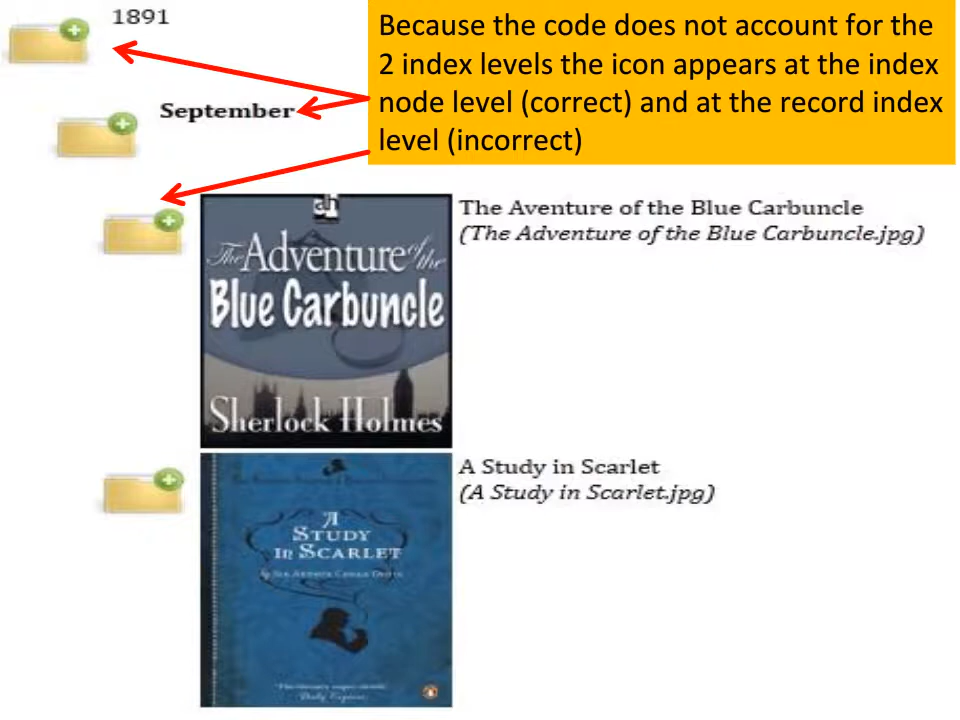 1891
Because the code does not account for the
2 index levels the icon appears at the index
node level (correct) and at the record index
level (incorrect)
September
ah
The Adventure of the
Blue Carbuncle
Sherlock Holmes
The Aventure of the Blue Carbuncle
(The Adventure of the Blue Carbuncle.jpg)
A
STUDY
IN SCARLET
A Study in Scarlet
(A Study in Scarlet.jpg)